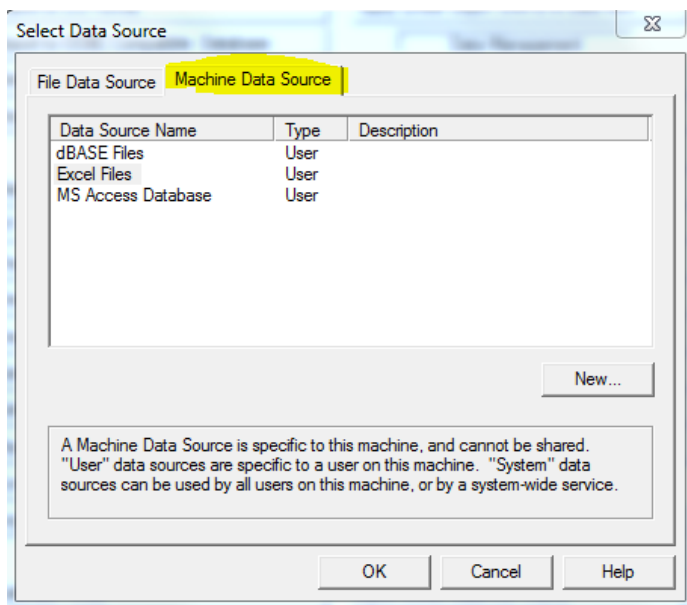 Select Data Source
File Data Source Machine Data Source
Data Source Name Type Description
dBASE Files User
Excel Files User
MS Access Database User
New...
A Machine Data Source is specific to this machine, and cannot be shared.
"User" data sources are specific to a user on this machine. "System" data
sources can be used by all users on this machine, or by a system-wide service.
OK Cancel Help